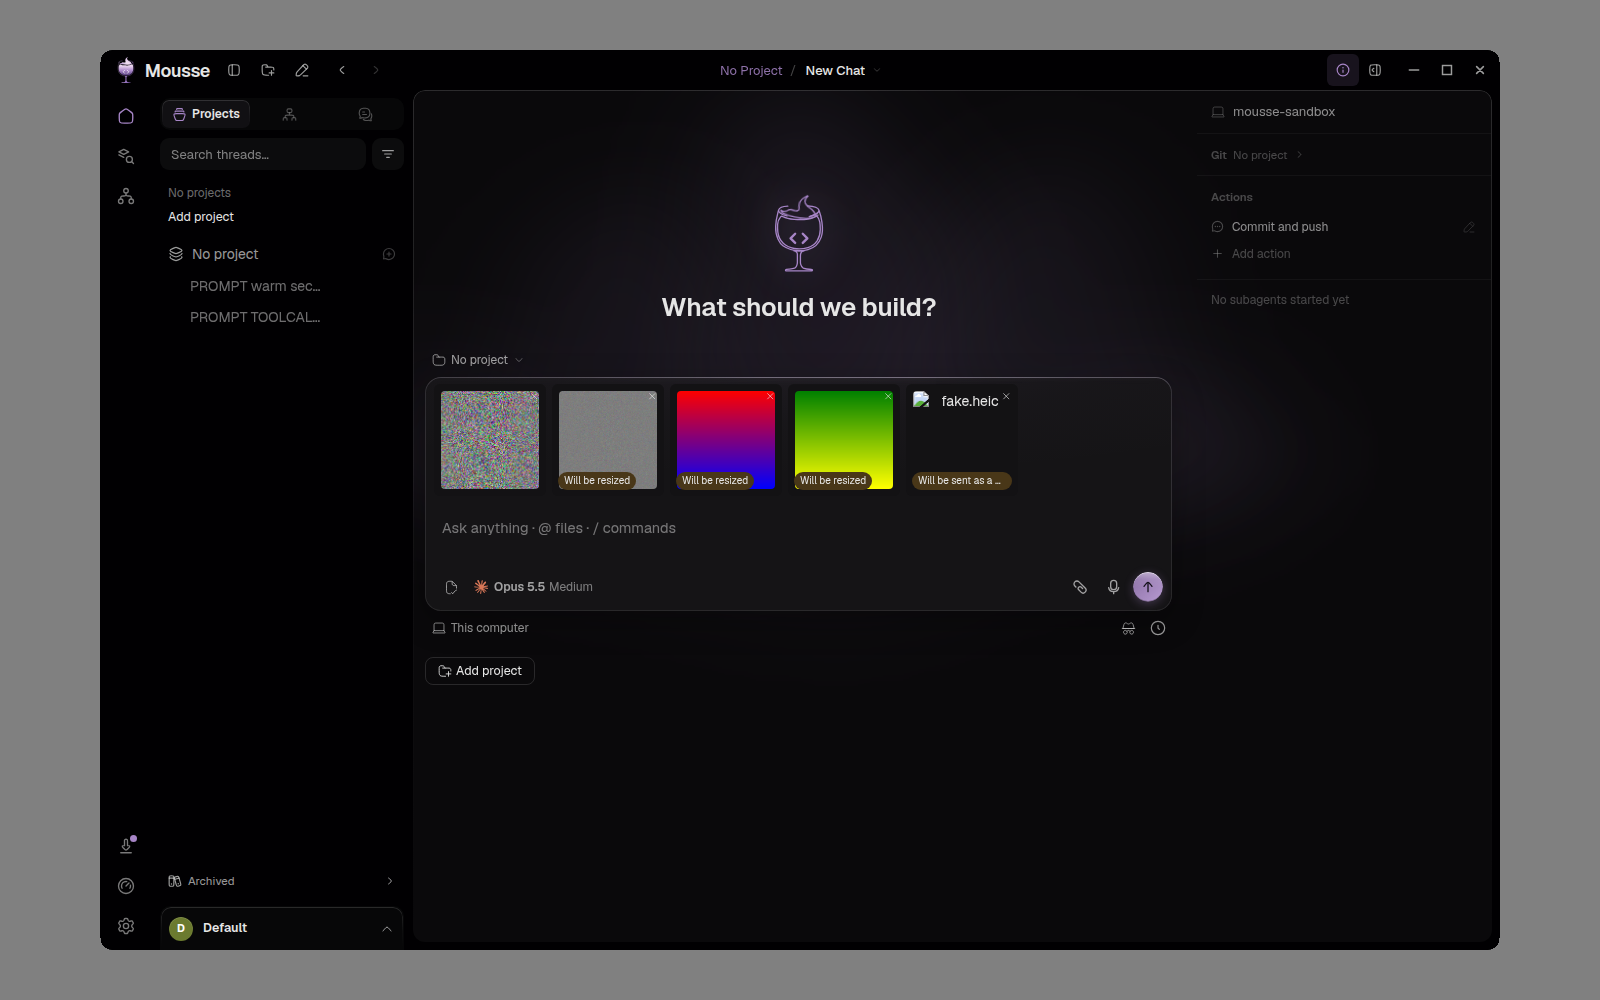 Mousse
No Project / New Chat
Projects
Search threads...
No projects
Add project
No project
PROMPT warm sec...
PROMPT TOOLCAL...
Archived
D Default
What should we build?
No project
fake.heic
Will be resized
Will be resized
Will be resized
Will be sent as a ...
Ask anything · @ files · / commands
Opus 5.5 Medium
This computer
Add project
mousse-sandbox
Git No project
Actions
Commit and push
Add action
No subagents started yet